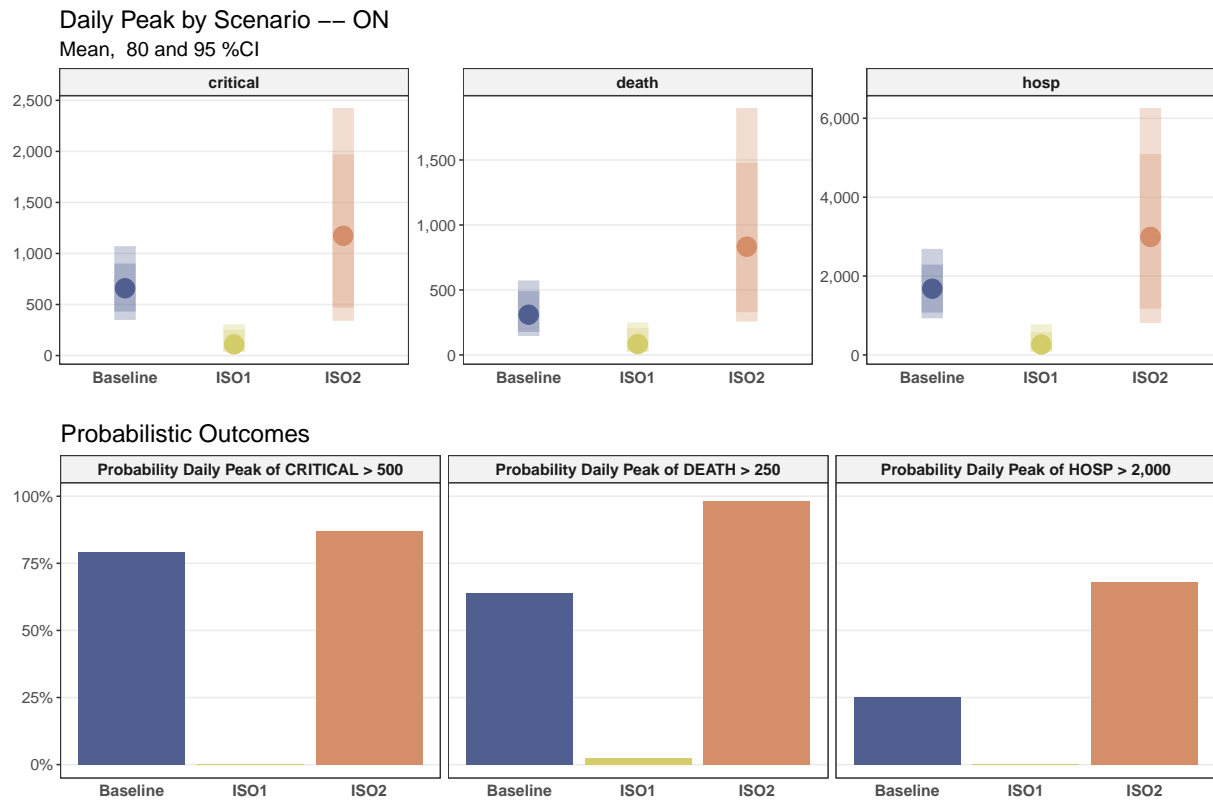 Daily Peak by Scenario −− ON
Mean,  80 and 95 %CI
critical
death
hosp
2,500
2,000
1,500
1,000
500
0
1,500
1,000
500
0
6,000
4,000
2,000
0
Baseline ISO1 ISO2
Baseline ISO1 ISO2
Baseline ISO1 ISO2
Probabilistic Outcomes
Probability Daily Peak of CRITICAL > 500
Probability Daily Peak of DEATH > 250
Probability Daily Peak of HOSP > 2,000
100%
75%
50%
25%
0%
Baseline ISO1 ISO2
Baseline ISO1 ISO2
Baseline ISO1 ISO2